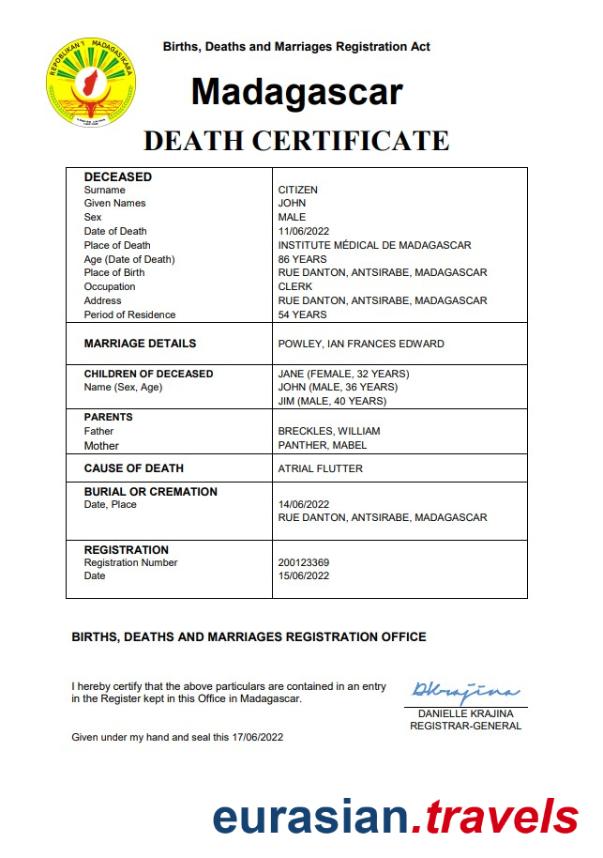 Births, Deaths and Marriages Registration Act
REPOBLIKAN'I MADAGASIKARA
Madagascar
DEATH CERTIFICATE
DECEASED
Surname CITIZEN
Given Names JOHN
Sex MALE
Date of Death 11/06/2022
Place of Death INSTITUTE MÉDICAL DE MADAGASCAR
Age (Date of Death) 86 YEARS
Place of Birth RUE DANTON, ANTSIRABE, MADAGASCAR
Occupation CLERK
Address RUE DANTON, ANTSIRABE, MADAGASCAR
Period of Residence 54 YEARS
MARRIAGE DETAILS POWLEY, IAN FRANCES EDWARD
CHILDREN OF DECEASED JANE (FEMALE, 32 YEARS)
Name (Sex, Age) JOHN (MALE, 36 YEARS)
JIM (MALE, 40 YEARS)
PARENTS
Father BRECKLES, WILLIAM
Mother PANTHER, MABEL
CAUSE OF DEATH ATRIAL FLUTTER
BURIAL OR CREMATION
Date, Place 14/06/2022
RUE DANTON, ANTSIRABE, MADAGASCAR
REGISTRATION
Registration Number 200123369
Date 15/06/2022
BIRTHS, DEATHS AND MARRIAGES REGISTRATION OFFICE
I hereby certify that the above particulars are contained in an entry
in the Register kept in this Office in Madagascar.
DKrajina
DANIELLE KRAJINA
REGISTRAR-GENERAL
Given under my hand and seal this 17/06/2022
eurasian.travels